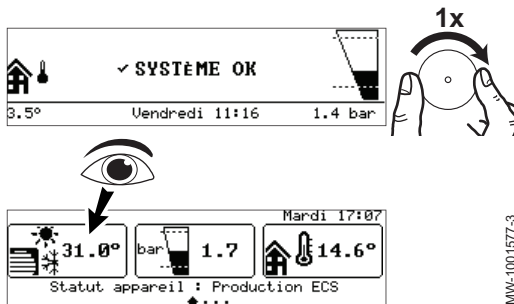 1x
✓ SYSTÈME OK
3.5° Vendredi 11:16 1.4 bar
Mardi 17:07
31.0° bar 1.7 14.6°
Statut appareil : Production ECS
MW-1001577-3